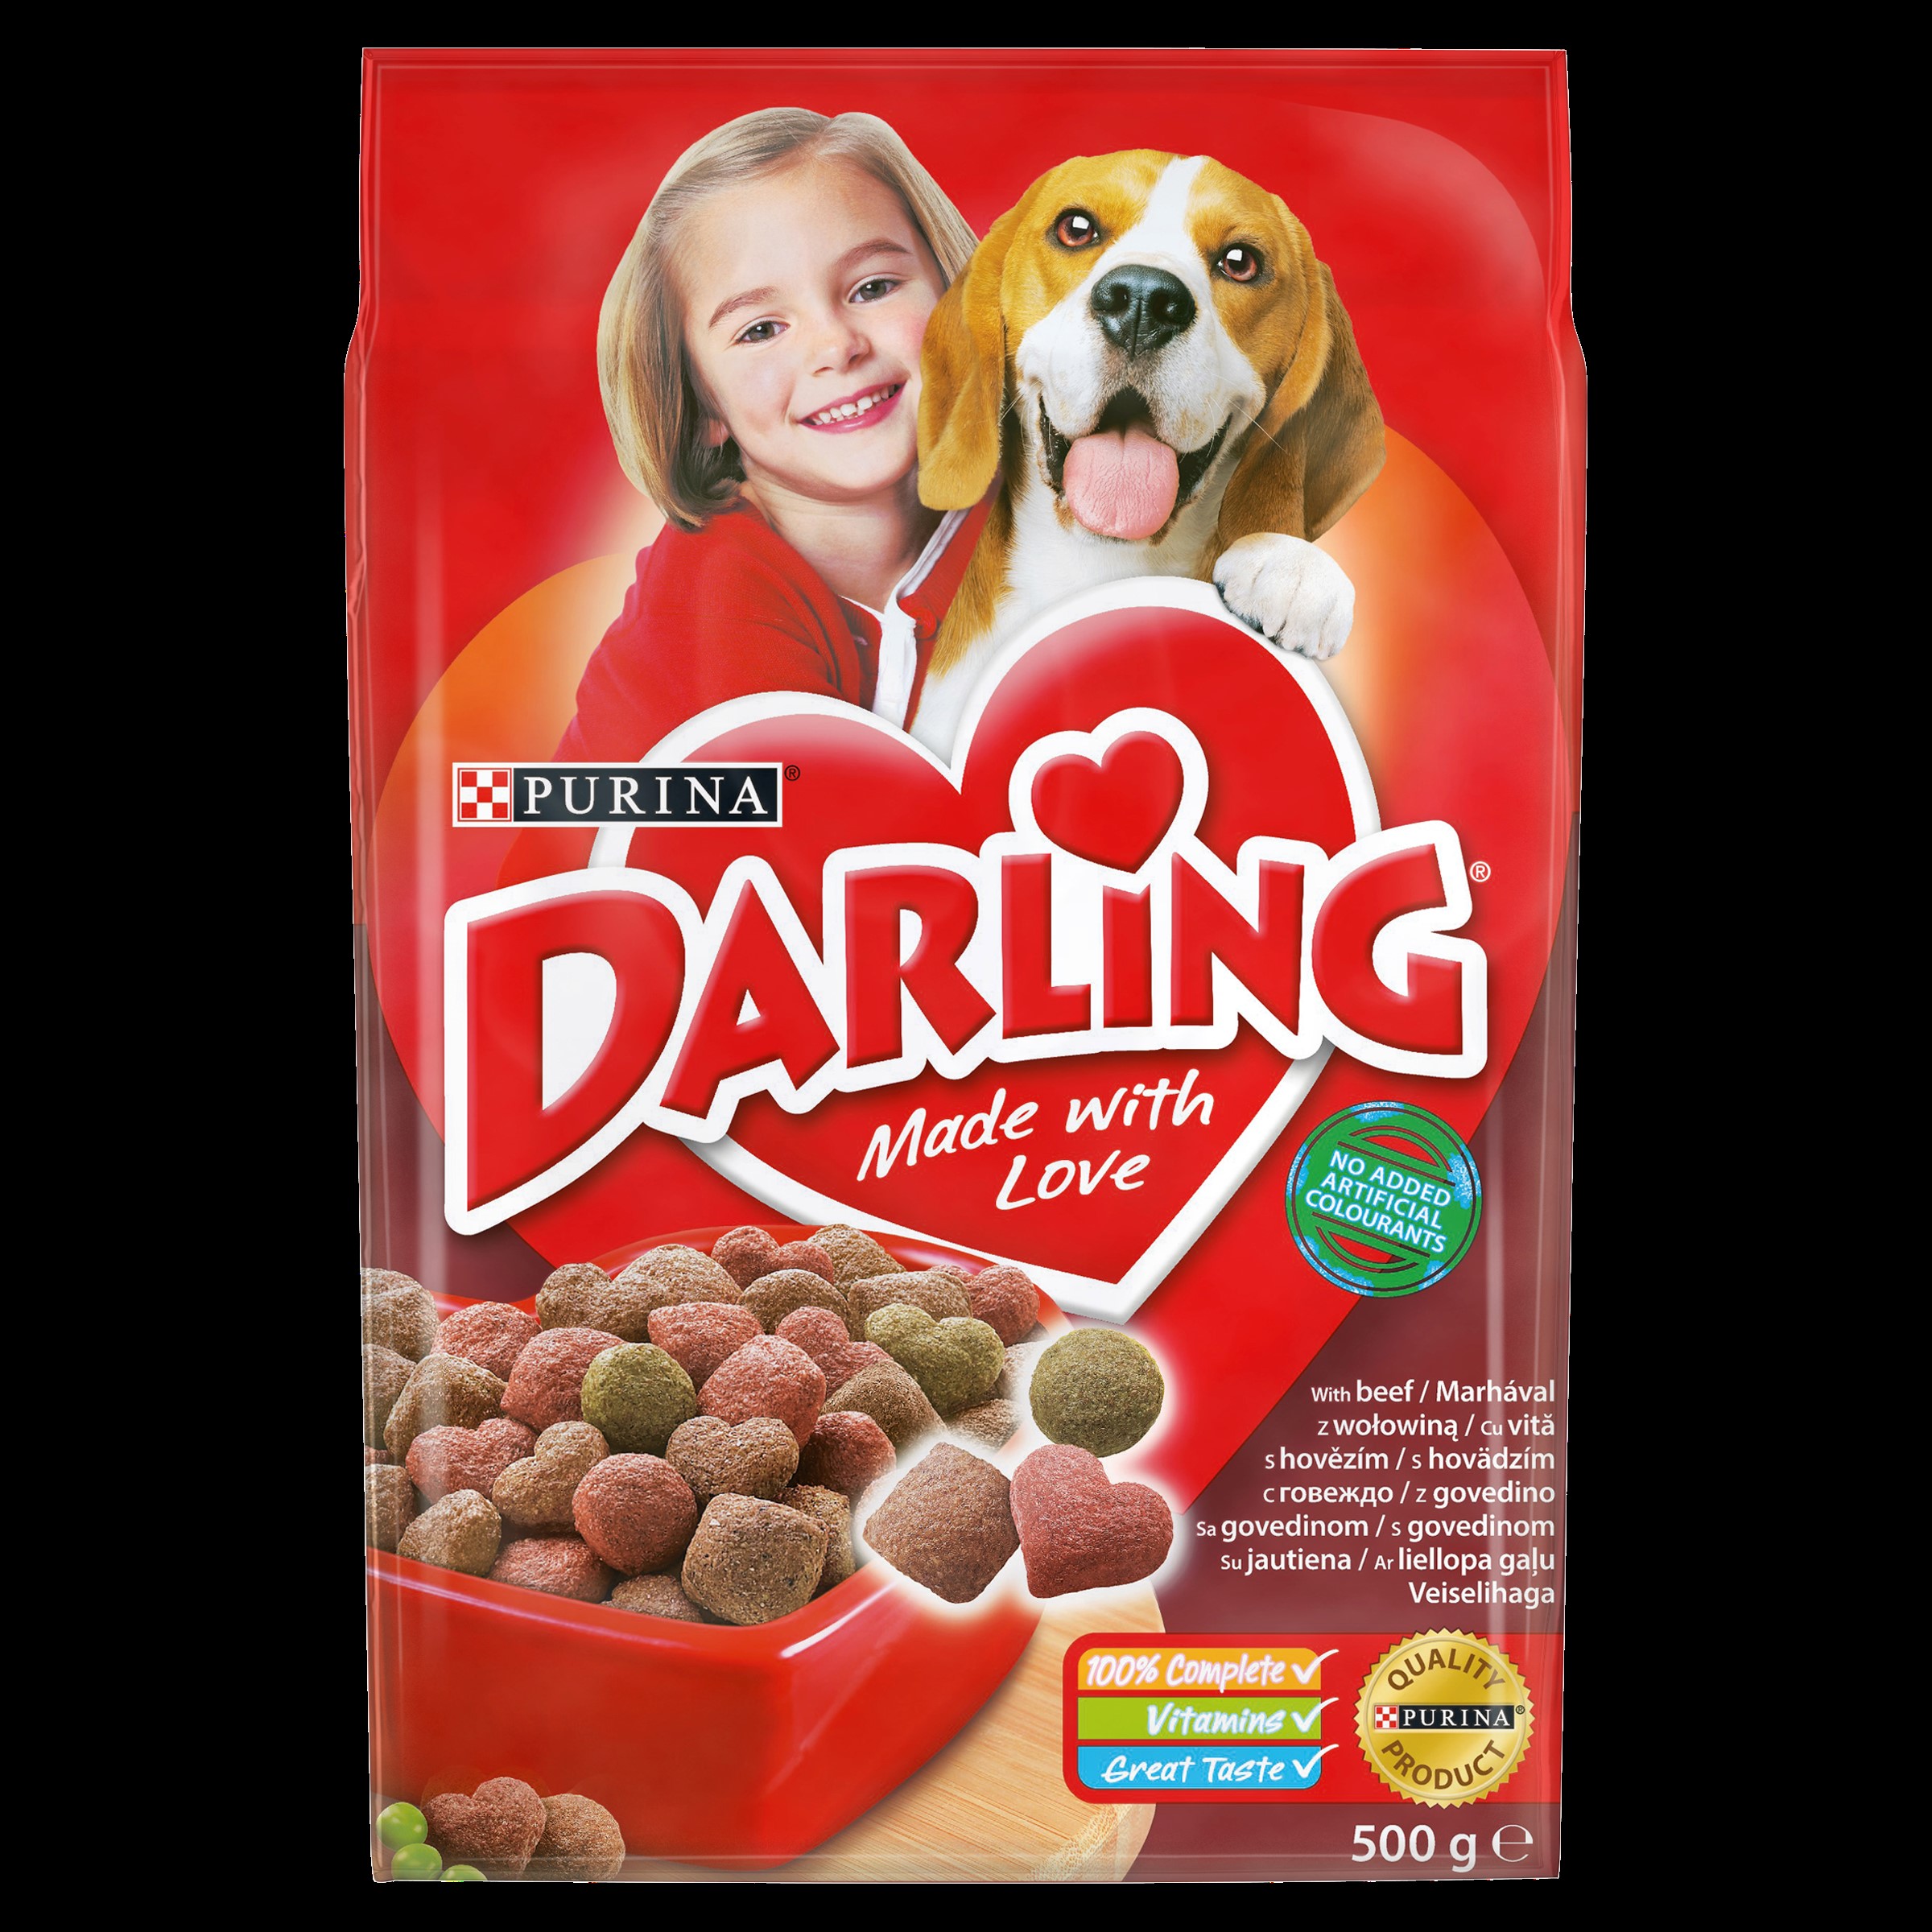 PURINA®
DARLING®
Made with
Love
NO ADDED
ARTIFICIAL
COLOURANTS
With beef / Marhával
z wołowiną / Cu vită
s hovězím / s hovädzím
с говеждо / z govedino
Sa govedinom / s govedinom
Su jautiena / Ar liellopa gaļu
Veiselihaga
100% Complete ✓
Vitamins ✓
Great Taste ✓
QUALITY
PURINA®
PRODUCT
500 g ℮